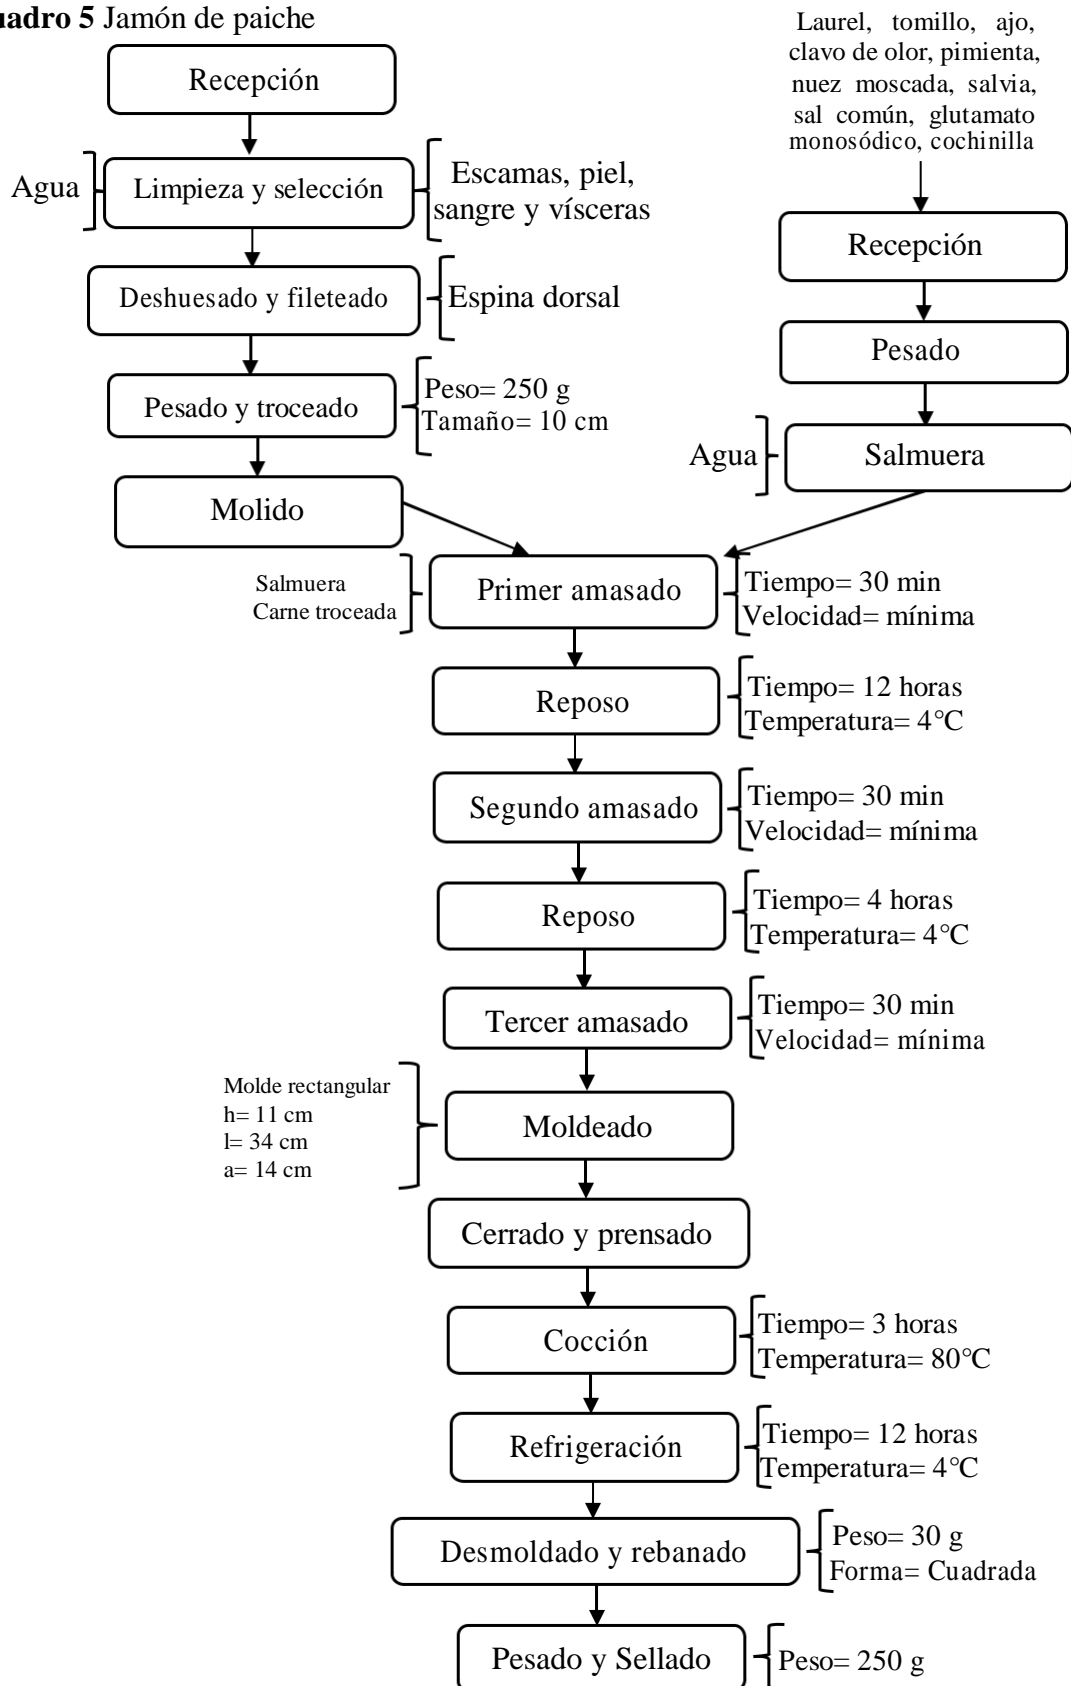 uadro 5 Jamón de paiche
Laurel, tomillo, ajo,
clavo de olor, pimienta,
nuez moscada, salvia,
sal común, glutamato
monosódico, cochinilla
Recepción
Agua
Limpieza y selección
Escamas, piel,
sangre y vísceras
Recepción
Deshuesado y fileteado
Espina dorsal
Pesado
Pesado y troceado
Peso= 250 g
Tamaño= 10 cm
Agua
Salmuera
Molido
Salmuera
Carne troceada
Primer amasado
Tiempo= 30 min
Velocidad= mínima
Reposo
Tiempo= 12 horas
Temperatura= 4°C
Segundo amasado
Tiempo= 30 min
Velocidad= mínima
Reposo
Tiempo= 4 horas
Temperatura= 4°C
Tercer amasado
Tiempo= 30 min
Velocidad= mínima
Molde rectangular
h= 11 cm
l= 34 cm
a= 14 cm
Moldeado
Cerrado y prensado
Cocción
Tiempo= 3 horas
Temperatura= 80°C
Refrigeración
Tiempo= 12 horas
Temperatura= 4°C
Desmoldado y rebanado
Peso= 30 g
Forma= Cuadrada
Pesado y Sellado
Peso= 250 g